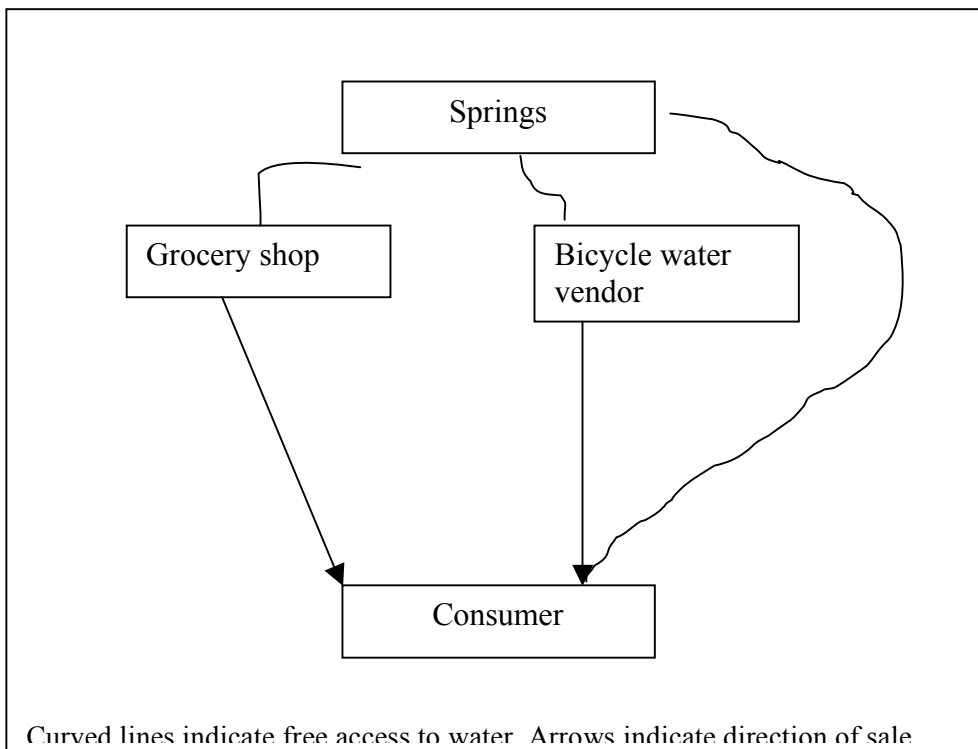 Springs
Grocery shop
Bicycle water
vendor
Consumer
Curved lines indicate free access to water. Arrows indicate direction of sale